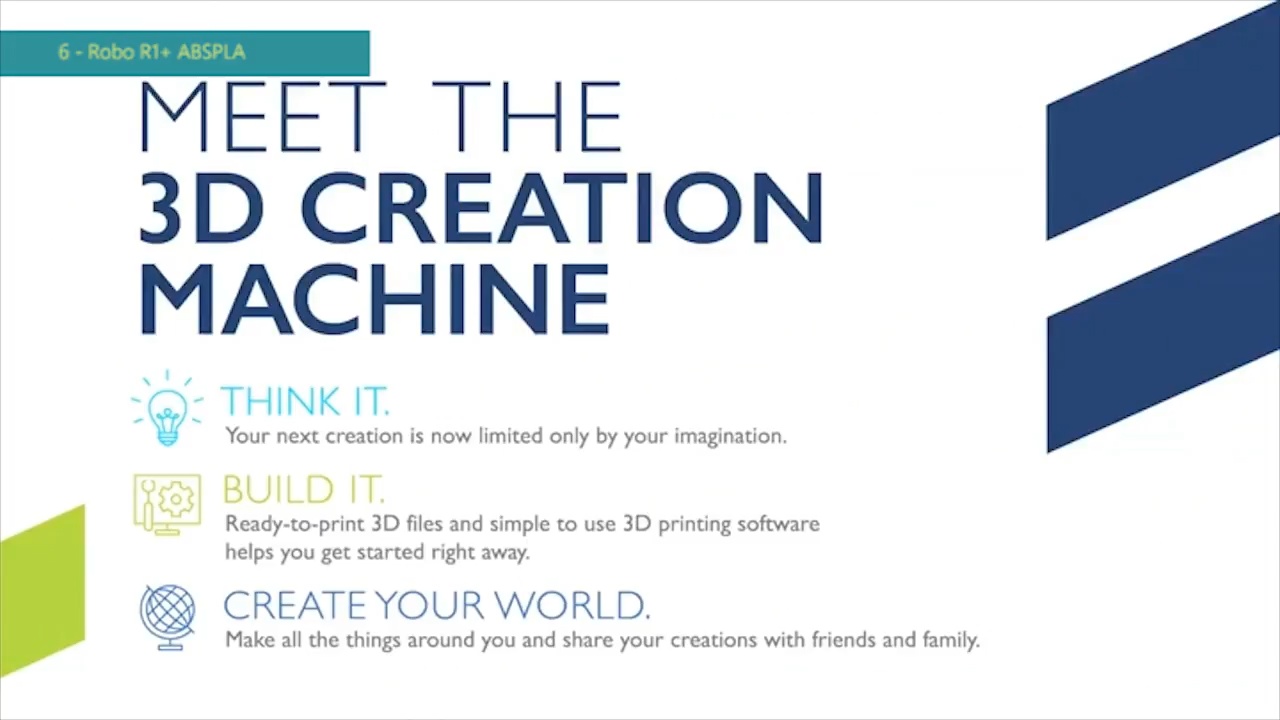 6 - Robo R1+ ABSPLA
MEET THE
3D CREATION
MACHINE
THINK IT.
Your next creation is now limited only by your imagination.
BUILD IT.
Ready-to-print 3D files and simple to use 3D printing software
helps you get started right away.
CREATE YOUR WORLD.
Make all the things around you and share your creations with friends and family.